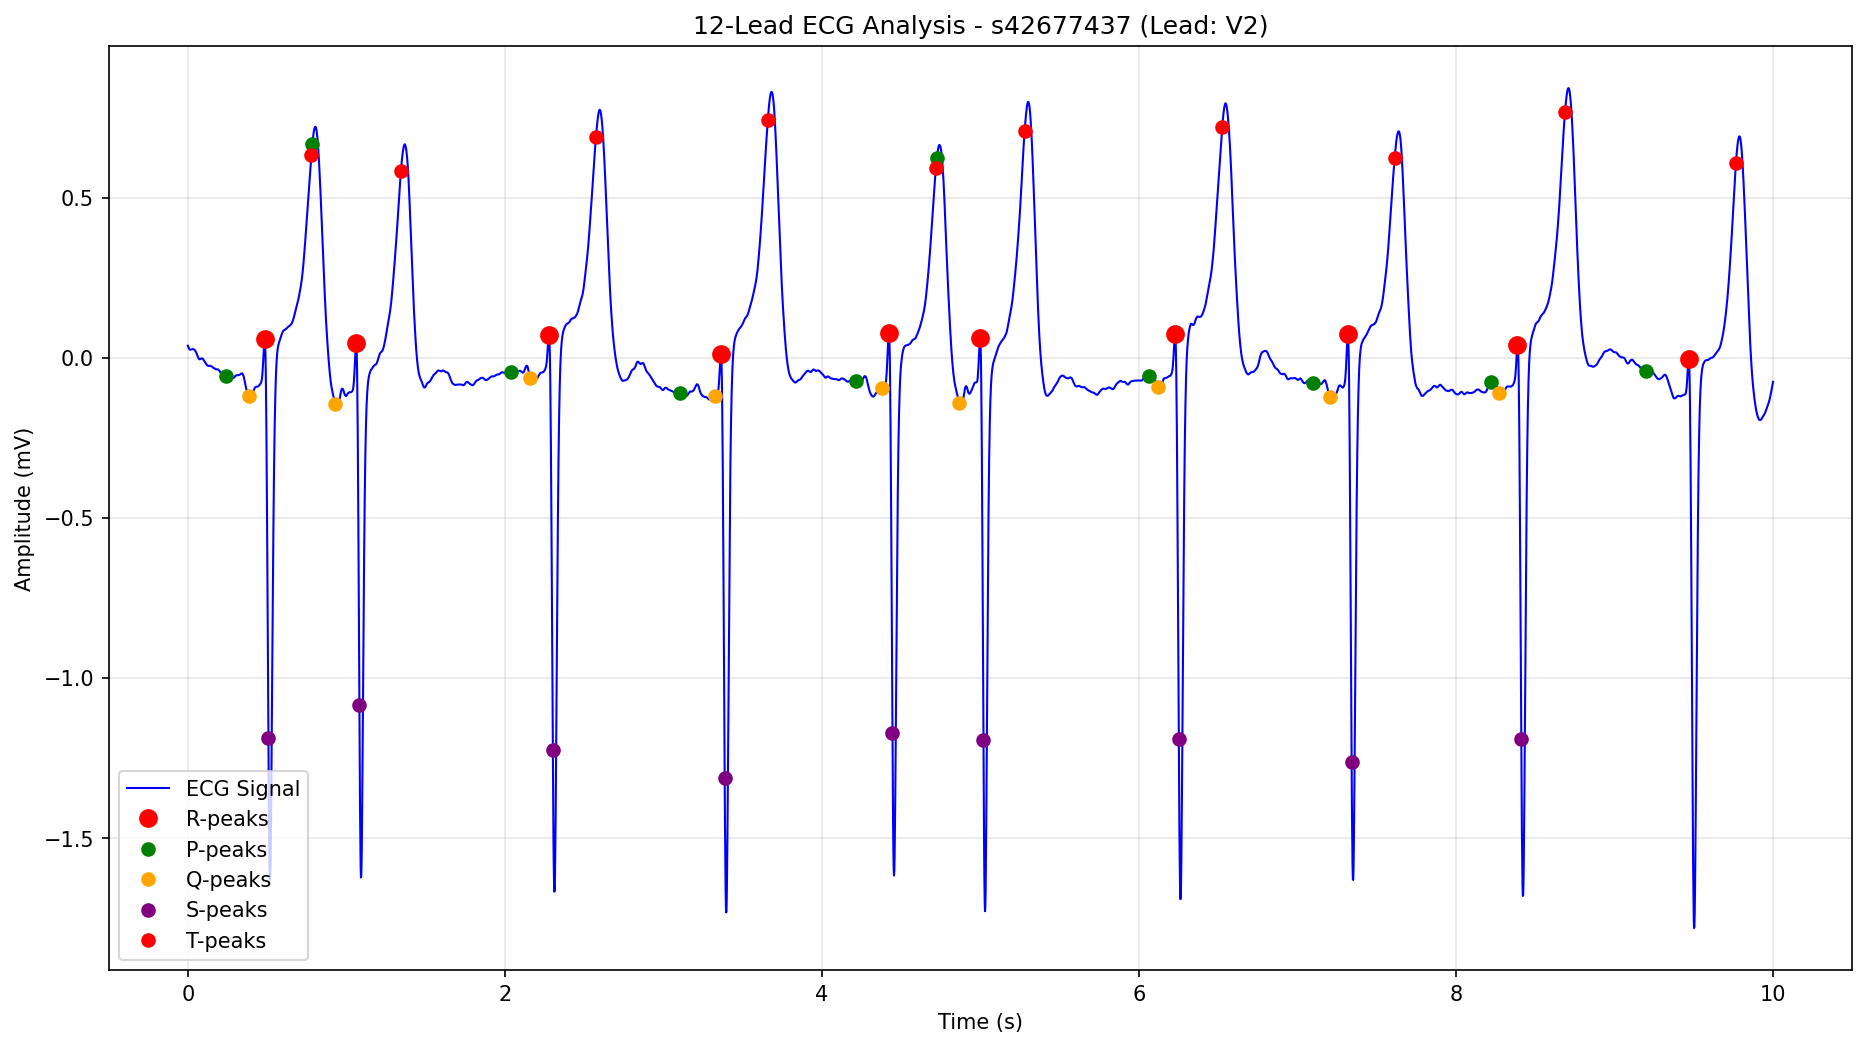 12-Lead ECG Analysis - s42677437 (Lead: V2)
Amplitude (mV)
0.5
0.0
−0.5
−1.0
−1.5
ECG Signal
R-peaks
P-peaks
Q-peaks
S-peaks
T-peaks
0 2 4 6 8 10
Time (s)